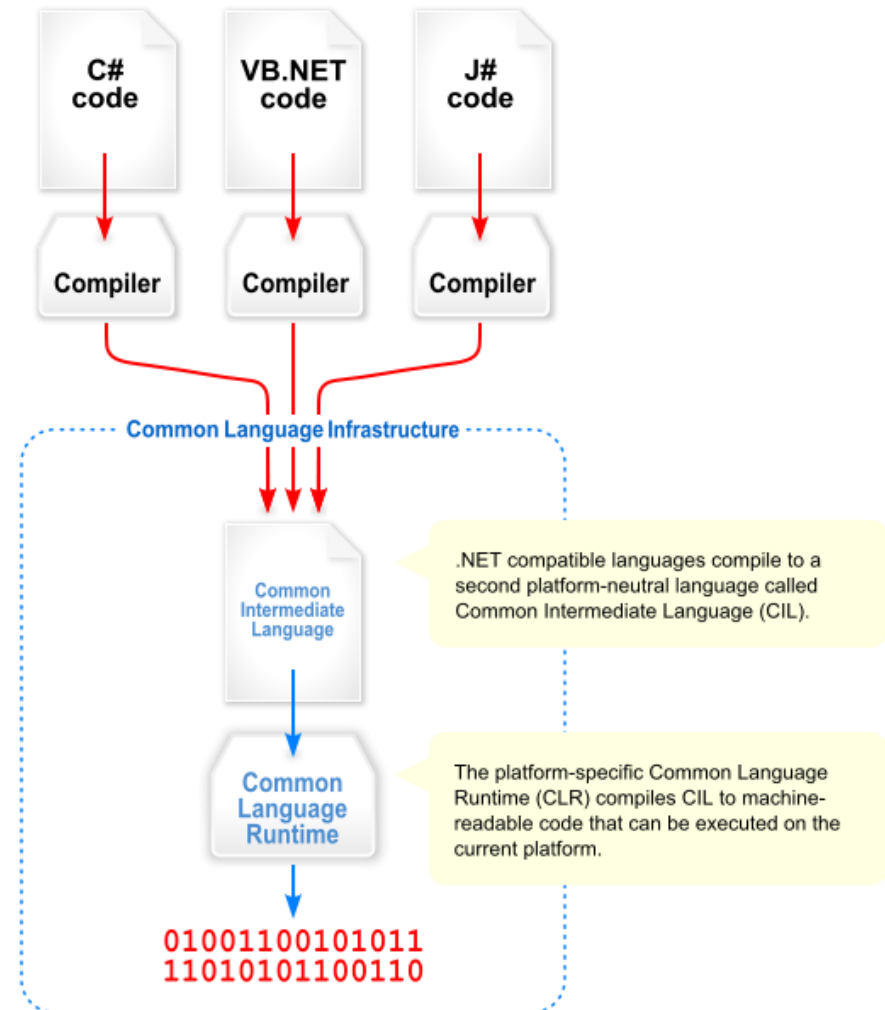 C#
code
VB.NET
code
J#
code
Compiler
Compiler
Compiler
Common Language Infrastructure
Common
Intermediate
Language
.NET compatible languages compile to a
second platform-neutral language called
Common Intermediate Language (CIL).
Common
Language
Runtime
The platform-specific Common Language
Runtime (CLR) compiles CIL to machine-
readable code that can be executed on the
current platform.
01001100101011
11010101100110